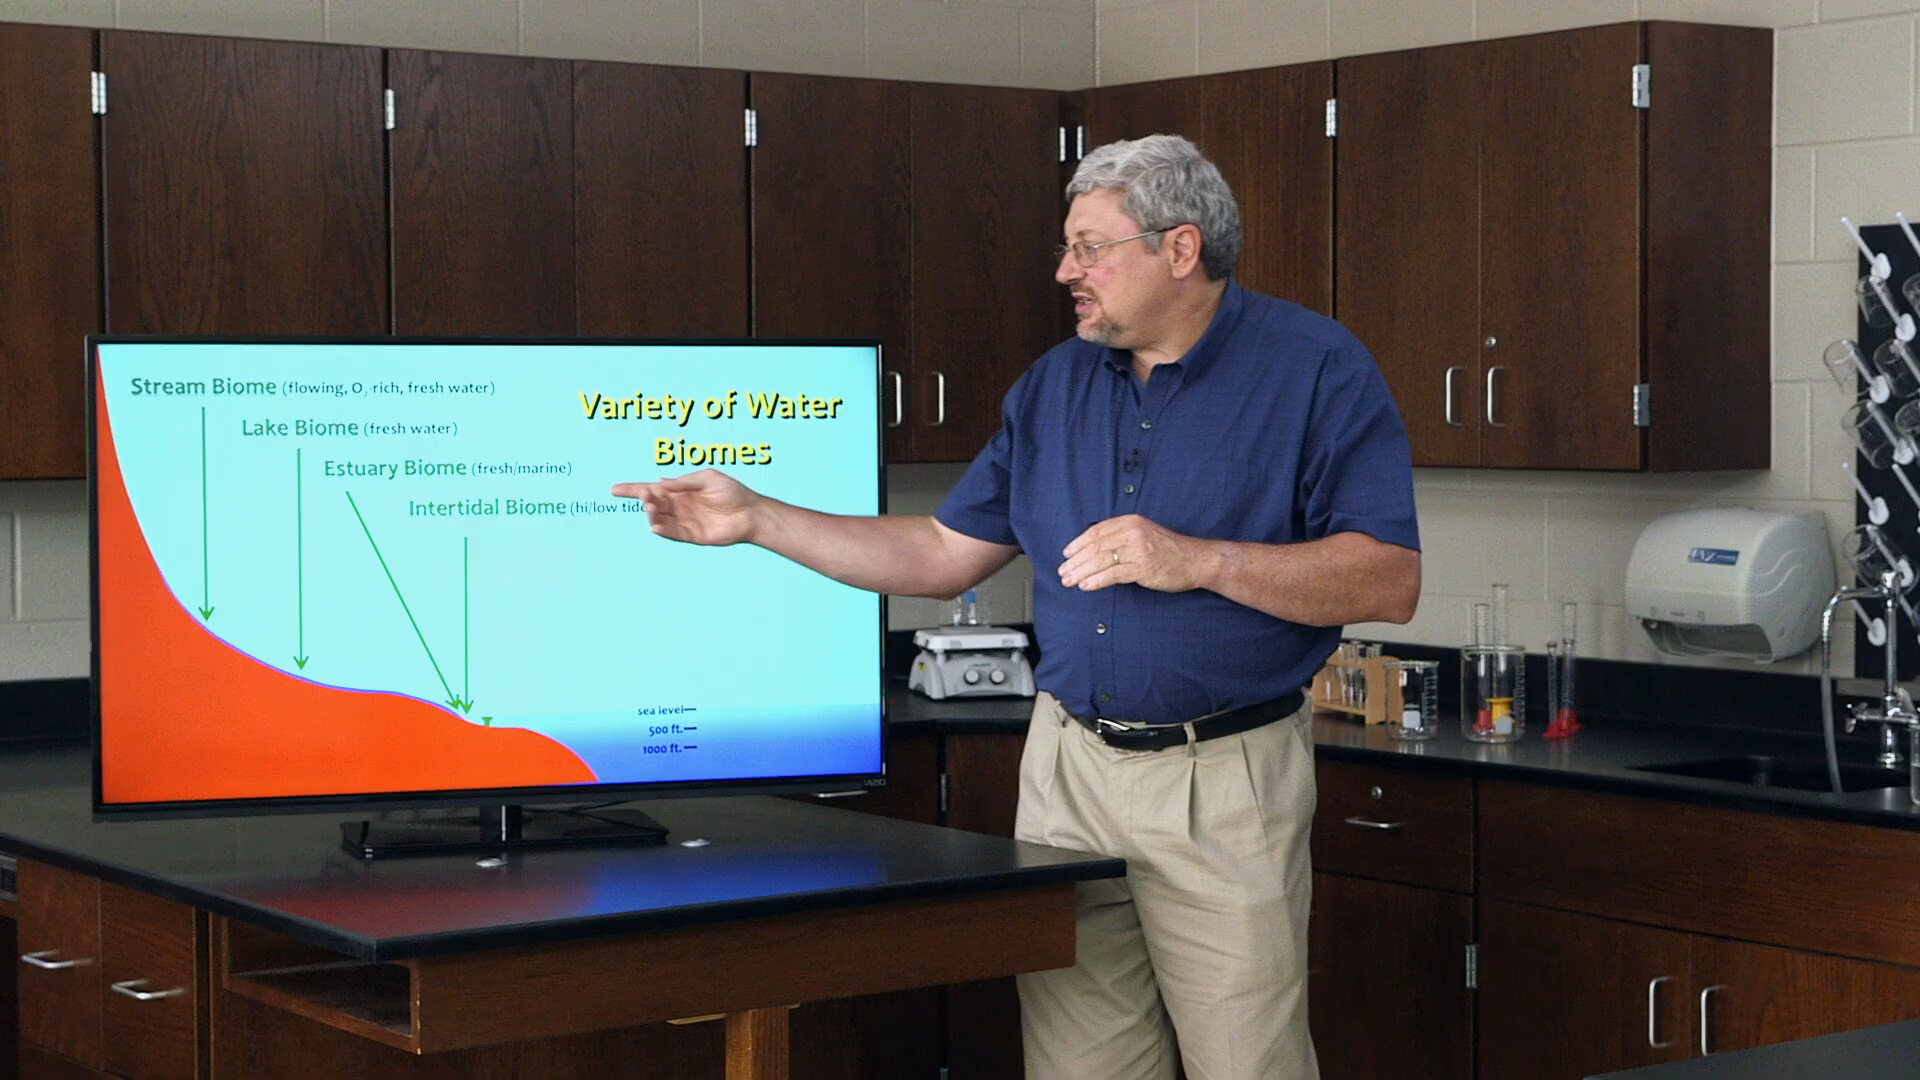 Stream Biome (flowing, O₂-rich, fresh water)
Variety of Water
Biomes
Lake Biome (fresh water)
Estuary Biome (fresh/marine)
Intertidal Biome (hi/low tide
sea level—
500 ft.—
1000 ft. —
VIZIO